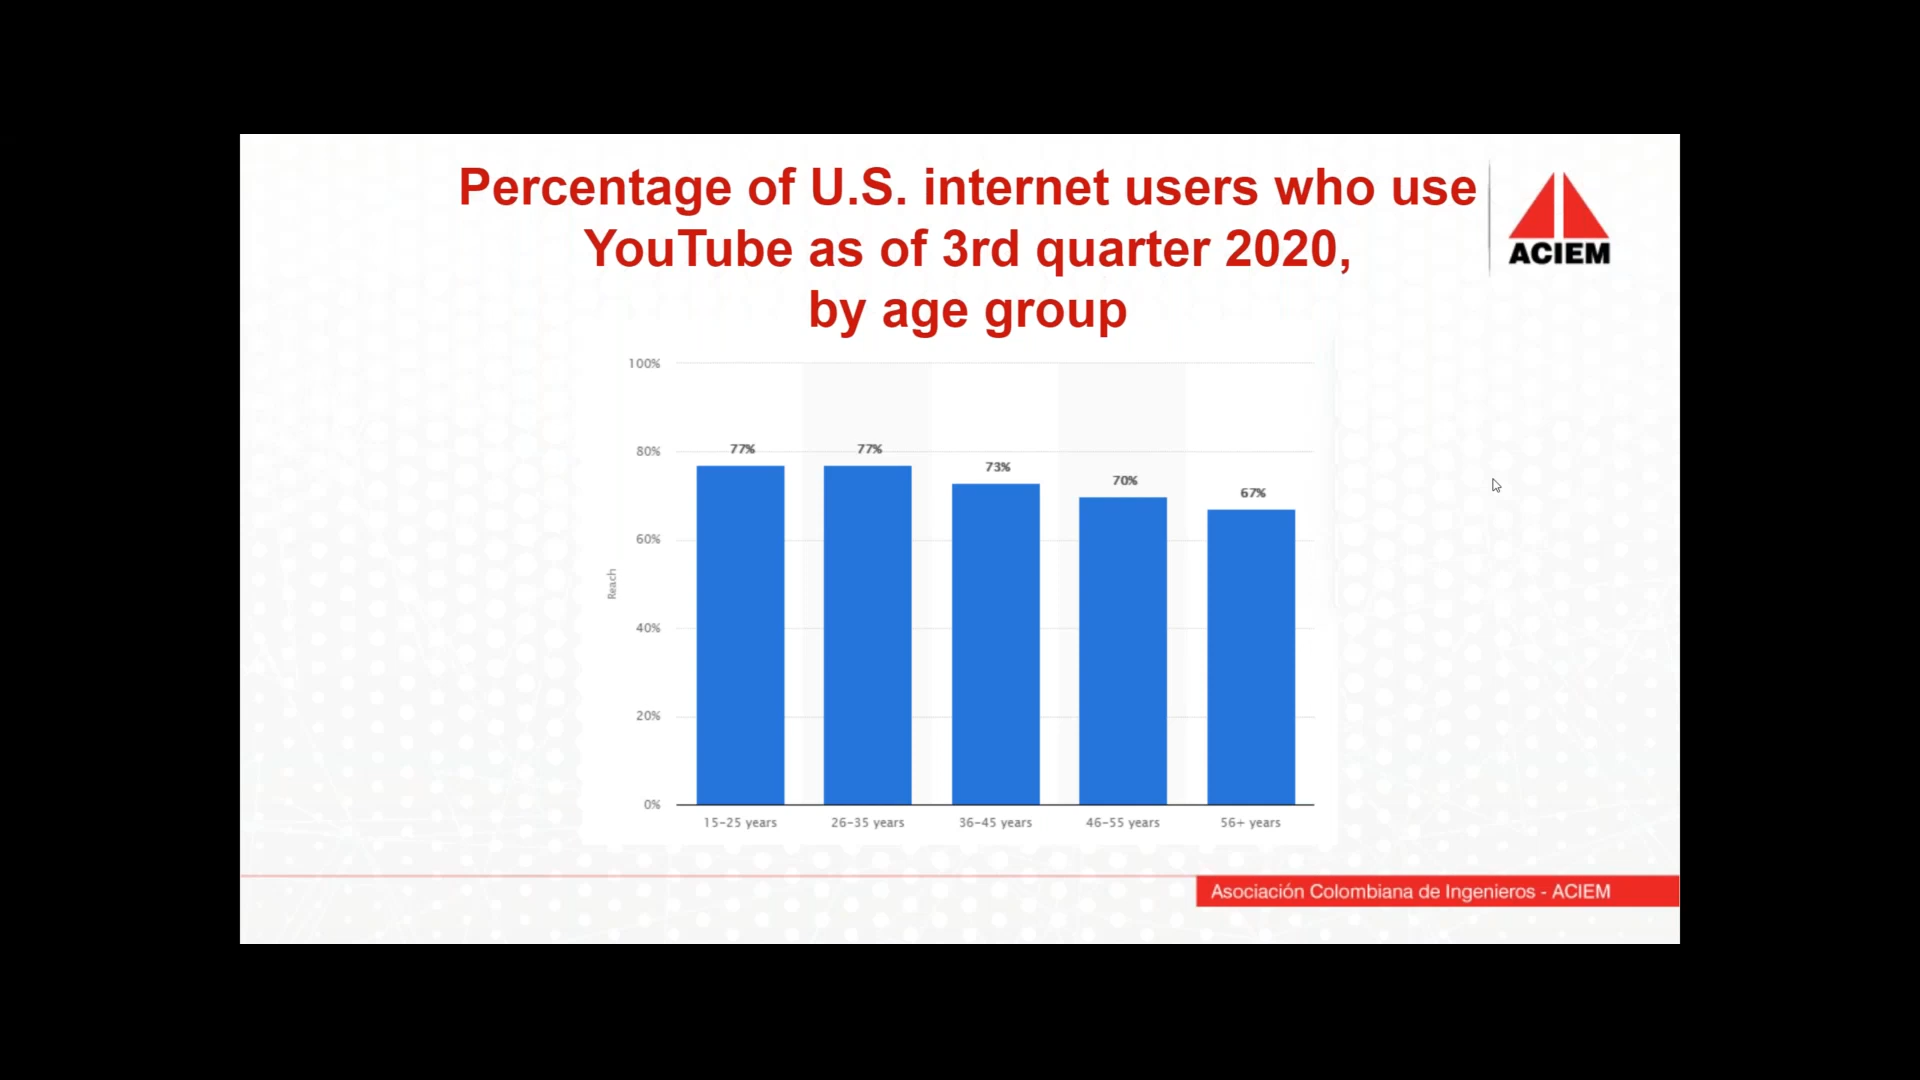 Percentage of U.S. internet users who use
YouTube as of 3rd quarter 2020,
by age group
ACIEM
100%
80%
60%
40%
20%
0%
Reach
77%
77%
73%
70%
67%
15-25 years
26-35 years
36-45 years
46-55 years
56+ years
Asociación Colombiana de Ingenieros - ACIEM